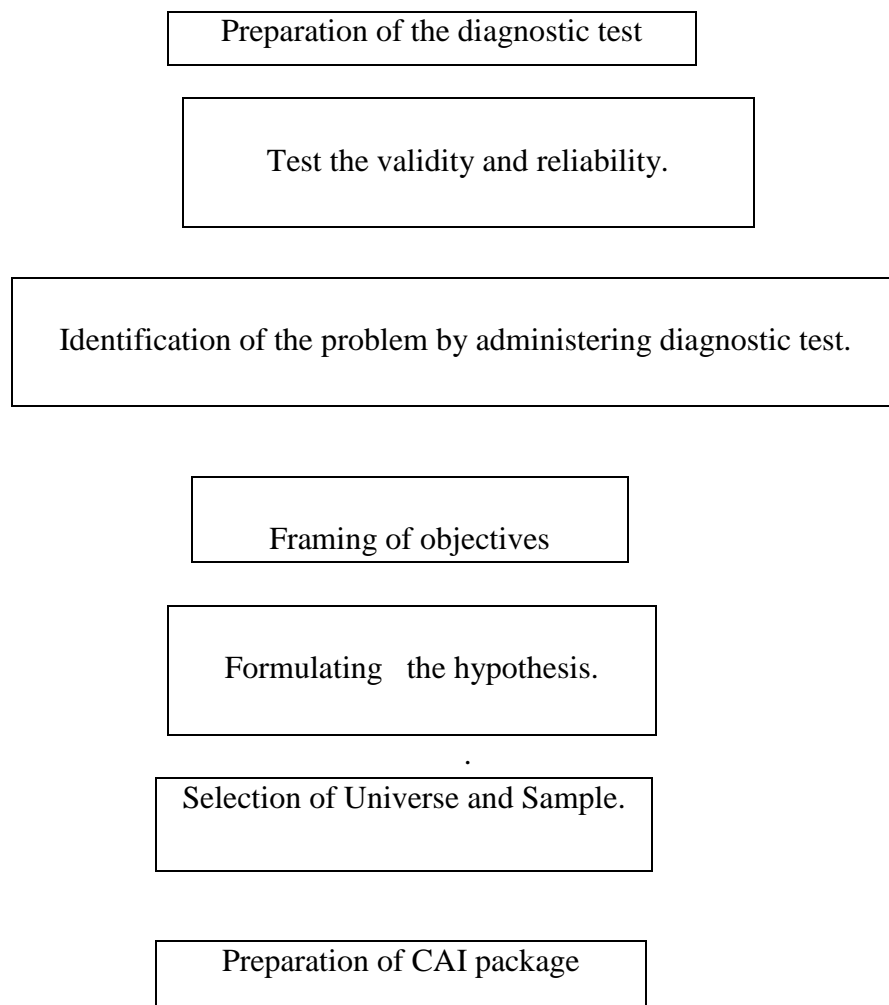 Preparation of the diagnostic test
Test the validity and reliability.
Identification of the problem by administering diagnostic test.
Framing of objectives
Formulating   the hypothesis.
.
Selection of Universe and Sample.
Preparation of CAI package